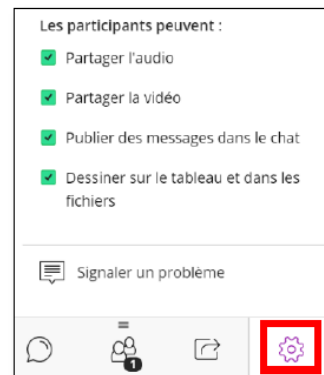 Les participants peuvent :
Partager l'audio
Partager la vidéo
Publier des messages dans le chat
Dessiner sur le tableau et dans les
fichiers
Signaler un problème
1